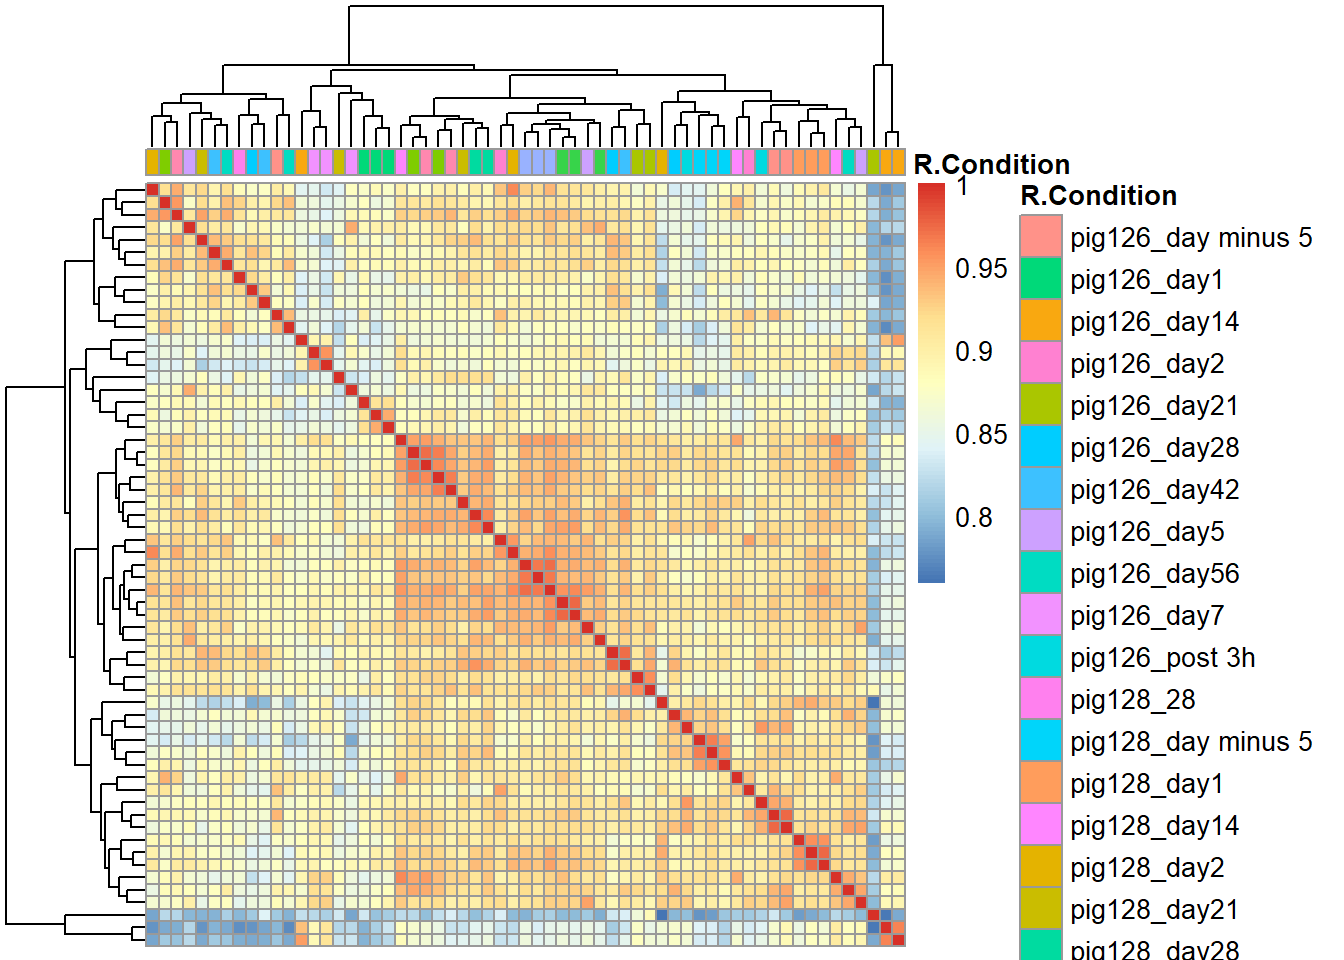 R.Condition
1
0.95
0.9
0.85
0.8
R.Condition
pig126_day minus 5
pig126_day1
pig126_day14
pig126_day2
pig126_day21
pig126_day28
pig126_day42
pig126_day5
pig126_day56
pig126_day7
pig126_post 3h
pig128_28
pig128_day minus 5
pig128_day1
pig128_day14
pig128_day2
pig128_day21
pig128_day28